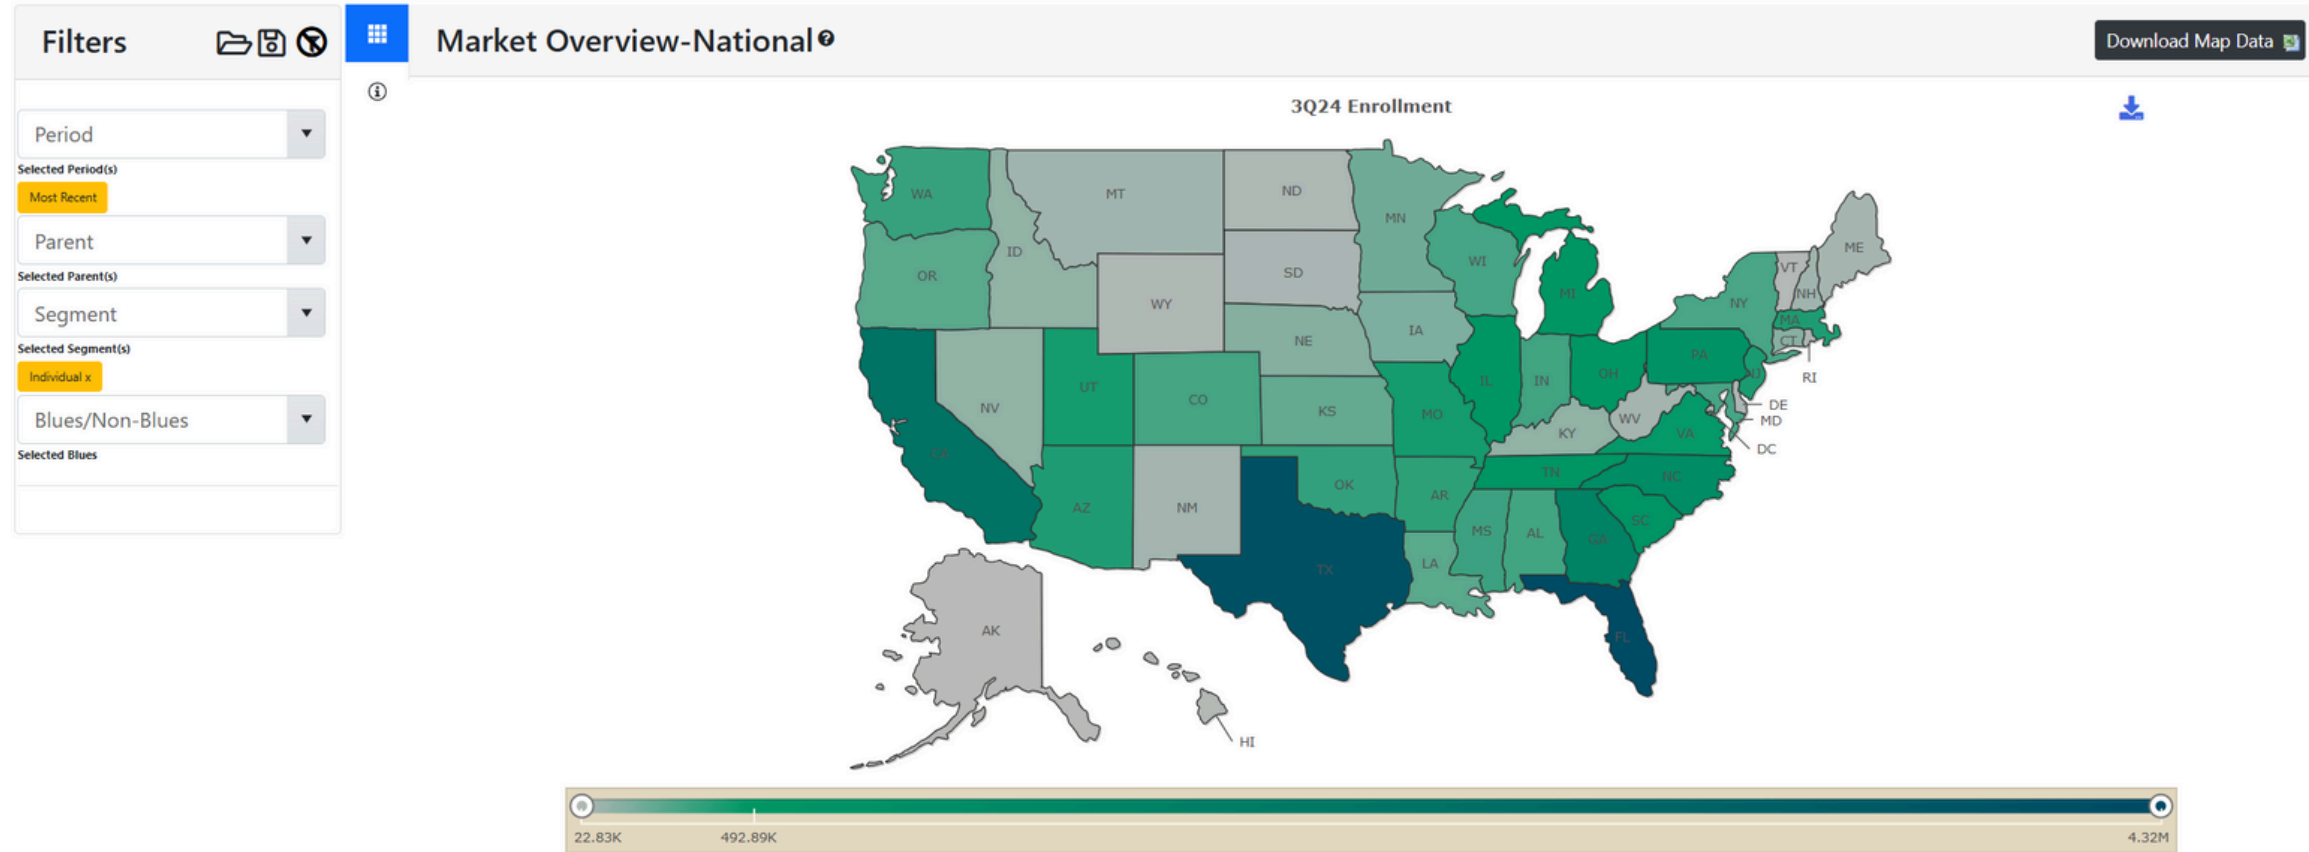 Filters
Market Overview-National
Download Map Data
Period
Selected Period(s)
Most Recent
Parent
Selected Parent(s)
Segment
Selected Segment(s)
Individual x
Blues/Non-Blues
Selected Blues
3Q24 Enrollment
WA
MT
ND
MN
ID
OR
SD
WI
MI
WY
NE
IA
NY
VT
NH
ME
MA
CT
RI
NV
UT
CO
KS
MO
IL
IN
OH
PA
NJ
DE
MD
DC
WV
VA
KY
CA
AZ
NM
OK
AR
TN
NC
SC
MS
AL
GA
LA
TX
FL
AK
HI
22.83K
492.89K
4.32M